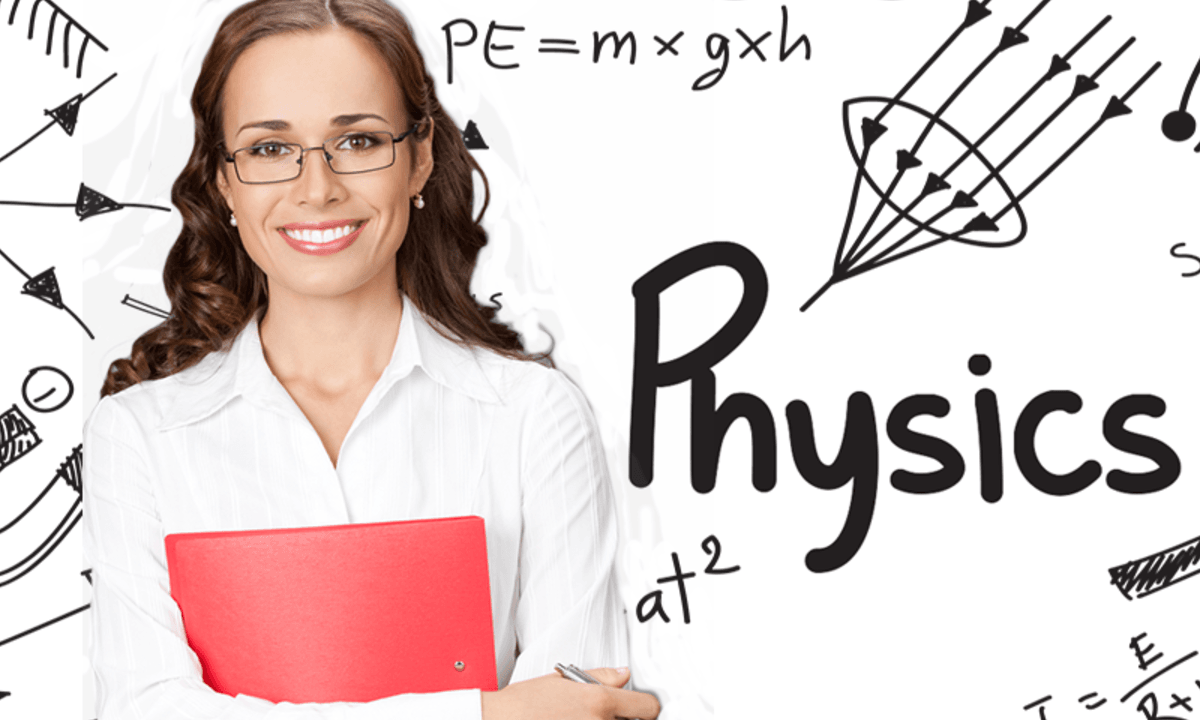 PE = m × g × h
Physics
at²
I = E
R+